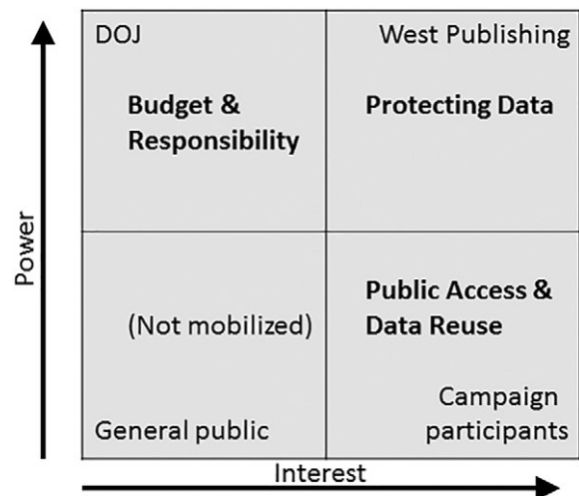 DOJ
Budget &
Responsibility
West Publishing
Protecting Data
Power
(Not mobilized)
General public
Public Access &
Data Reuse
Campaign
participants
Interest